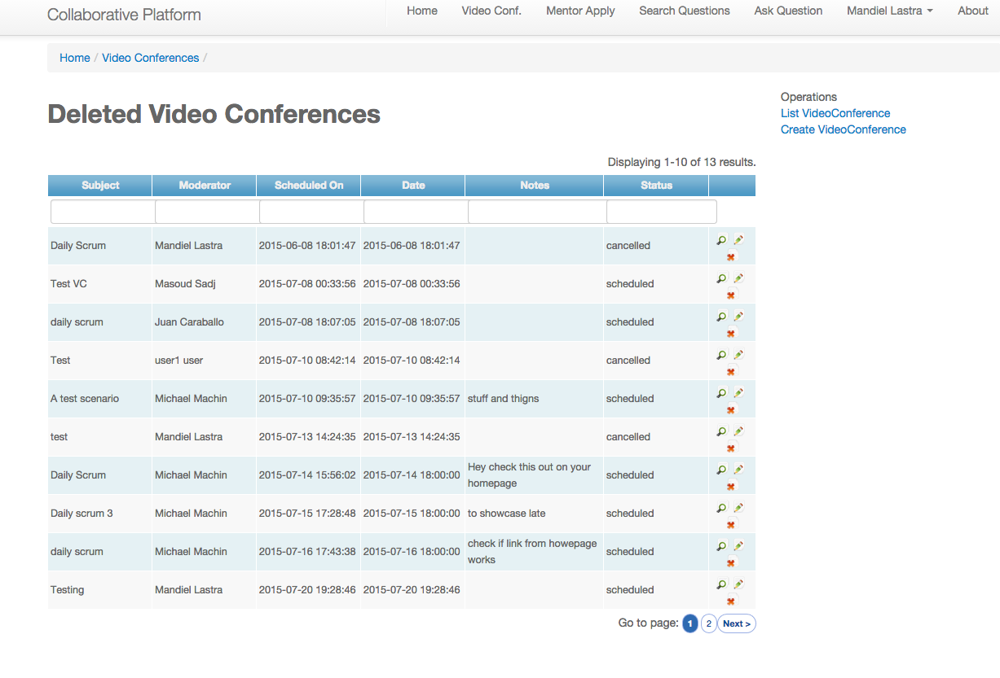 Collaborative Platform
Home Video Conf. Mentor Apply Search Questions Ask Question Mandiel Lastra About
Home / Video Conferences /
Deleted Video Conferences
Operations
List VideoConference
Create VideoConference
Displaying 1-10 of 13 results.
Subject Moderator Scheduled On Date Notes Status
Daily Scrum Mandiel Lastra 2015-06-08 18:01:47 2015-06-08 18:01:47 cancelled
Test VC Masoud Sadj 2015-07-08 00:33:56 2015-07-08 00:33:56 scheduled
daily scrum Juan Caraballo 2015-07-08 18:07:05 2015-07-08 18:07:05 scheduled
Test user1 user 2015-07-10 08:42:14 2015-07-10 08:42:14 cancelled
A test scenario Michael Machin 2015-07-10 09:35:57 2015-07-10 09:35:57 stuff and thigns scheduled
test Mandiel Lastra 2015-07-13 14:24:35 2015-07-13 14:24:35 cancelled
Daily Scrum Michael Machin 2015-07-14 15:56:02 2015-07-14 18:00:00 Hey check this out on your
homepage scheduled
Daily scrum 3 Michael Machin 2015-07-15 17:28:48 2015-07-15 18:00:00 to showcase late scheduled
daily scrum Michael Machin 2015-07-16 17:43:38 2015-07-16 18:00:00 check if link from howepage
works scheduled
Testing Mandiel Lastra 2015-07-20 19:28:46 2015-07-20 19:28:46 scheduled
Go to page: 1 2 Next >